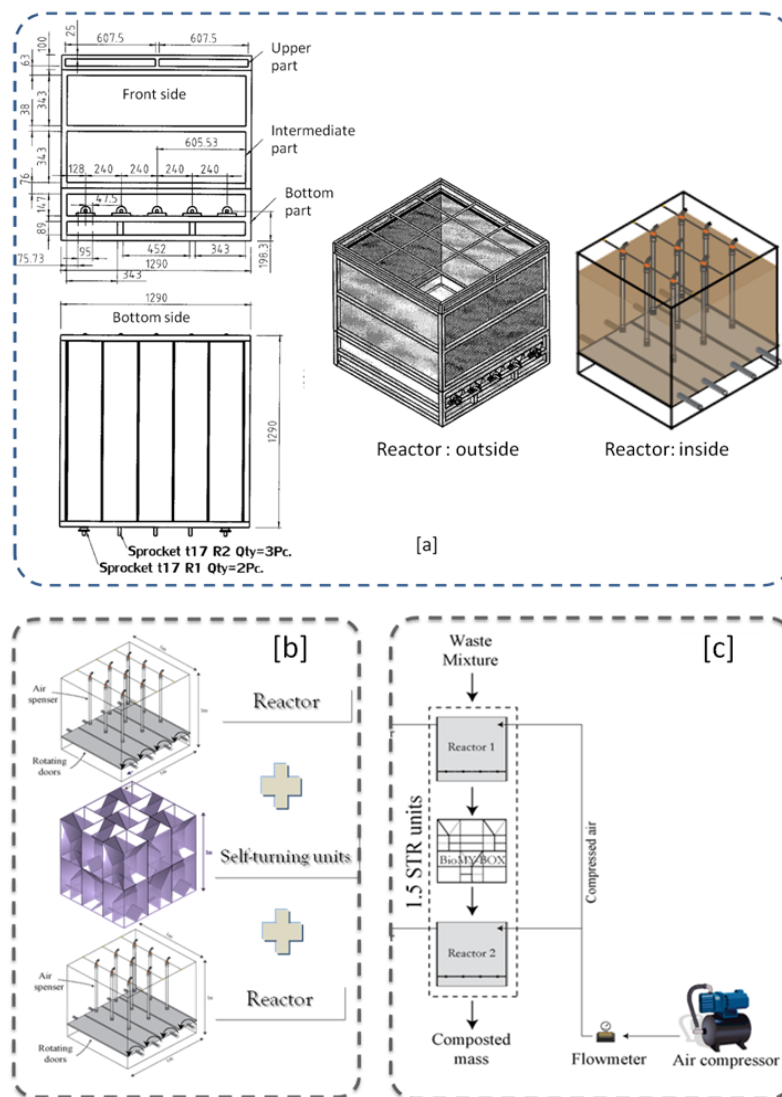 25
607.5
607.5
100
63
Upper
part
Front side
343
38
Intermediate
part
605.53
343
128
240
240
240
240
76
47.5
Bottom
part
147
89
95
452
343
198.3
75.73
1290
343
1290
Bottom side
1290
Sprocket t17 R2 Qty=3Pc.
Sprocket t17 R1 Qty=2Pc.
Reactor : outside
Reactor: inside
[a]
[b]
Air
spenser
Rotating
doors
Reactor
Self-turning units
Air
spenser
Rotating
doors
Reactor
[c]
Waste
Mixture
Reactor 1
1.5 STR units
BioMY BOX
Compressed air
Reactor 2
Composted
mass
Flowmeter
Air compressor